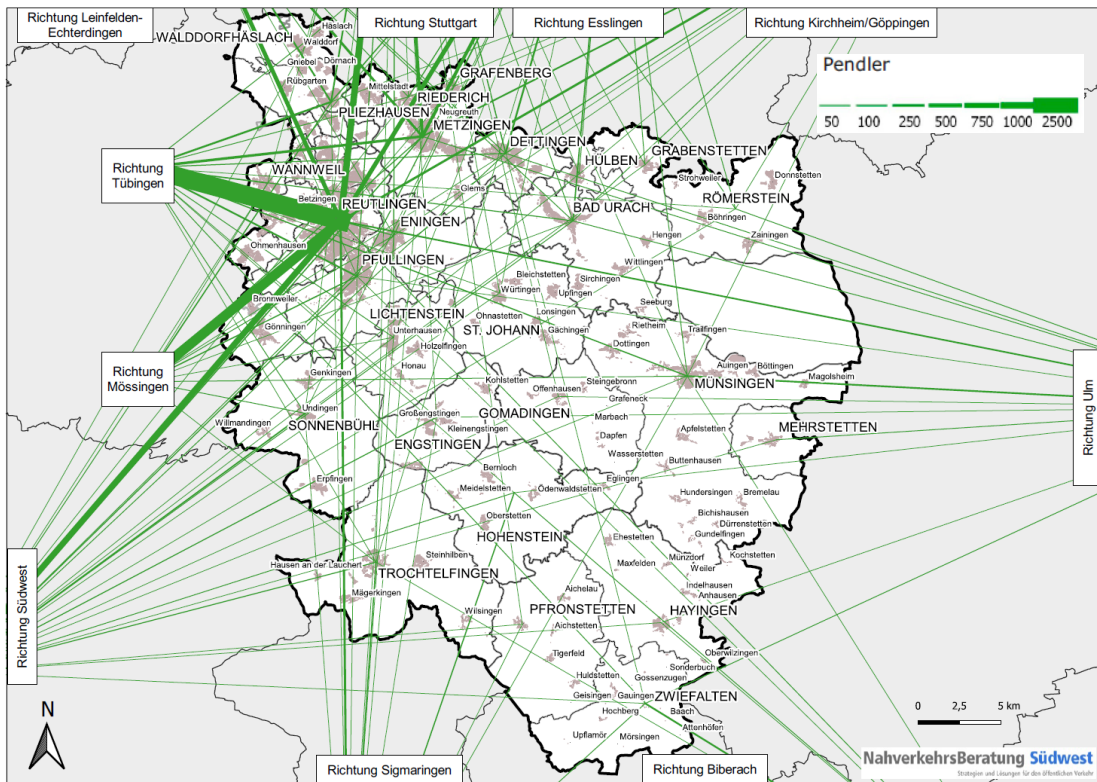 Richtung Leinfelden-
Echterdingen
Richtung Stuttgart
Richtung Esslingen
Richtung Kirchheim/Göppingen
Pendler
50 100 250 500 750 1000 2500
Häslach
WALDDORFHÄSLACH
Walddorf
Gniebel
Dörnach
Rübgarten
Mittelstadt
GRAFENBERG
RIEDERICH
Neugreuth
PLIEZHAUSEN
METZINGEN
DETTINGEN
HÜLBEN
GRABENSTETTEN
Strohweiler
Donnstetten
Richtung
Tübingen
WANNWEIL
Glems
RÖMERSTEIN
Betzingen
REUTLINGEN
BAD URACH
Böhringen
ENINGEN
Hengen
Zainingen
Ohmenhausen
PFULLINGEN
Wittlingen
Bleichstetten
Sirchingen
Würtingen
Upfingen
Bronnweiler
Seeburg
LICHTENSTEIN
Ohnastetten
Lonsingen
Gönningen
ST. JOHANN
Gächingen
Rietheim
Trailfingen
Unterhausen
Holzelfingen
Dottingen
Richtung
Mössingen
Honau
Genkingen
Auingen
Böttingen
Magolsheim
MÜNSINGEN
Kohlstetten
Steingebronn
Offenhausen
Grafeneck
Richtung Ulm
Undingen
Großengstingen
GOMADINGEN
Marbach
Willmandingen
SONNENBÜHL
Kleinengstingen
Apfelstetten
MEHRSTETTEN
Dapfen
ENGSTINGEN
Wasserstetten
Buttenhausen
Bernloch
Erpfingen
Eglingen
Meidelstetten
Ödenwaldstetten
Hundersingen
Bremelau
Oberstetten
Bichishausen
Dürrenstetten
HOHENSTEIN
Ehestetten
Gundelfingen
Steinhilben
Maxfelden
Münzdorf
Kochstetten
Hausen an der Lauchert
Weiler
TROCHTELFINGEN
Aichelau
Indelhausen
Anhausen
Mägerkingen
PFRONSTETTEN
HAYINGEN
Wilsingen
Aichstetten
Richtung Südwest
Tigerfeld
Oberwilzingen
Sonderbuch
Huldstetten
Gossenzugen
Geisingen
Gauingen
ZWIEFALTEN
Hochberg
Baach
Attenhöfen
Upflamör
Mörsingen
0 2,5 5 km
N
Richtung Sigmaringen
Richtung Biberach
NahverkehrsBeratung Südwest
Strategien und Lösungen für den öffentlichen Verkehr